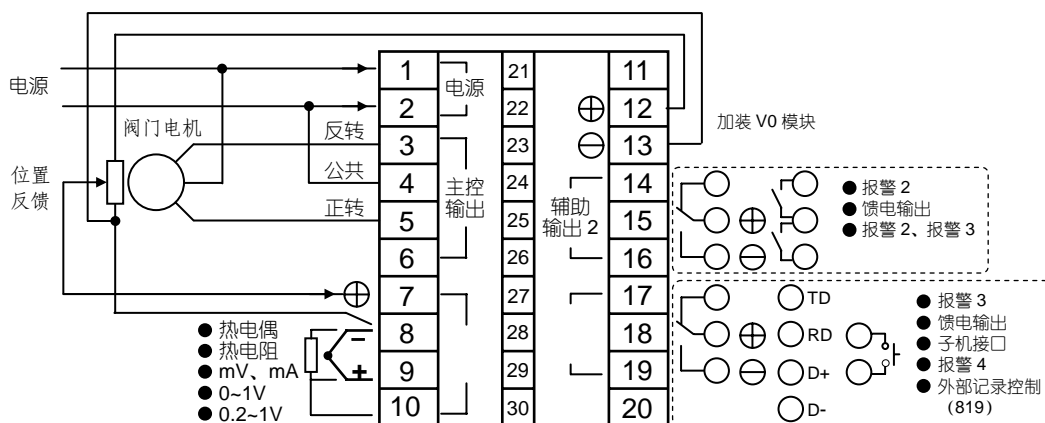 电源
阀门电机
位置
反馈
反转
公共
正转
● 热电偶
● 热电阻
● mV、mA
● 0~1V
● 0.2~1V
− 
+
⊕
1
2
3
4
5
6
7
8
9
10
电源
主控
输出
21
22
23
24
25
26
27
28
29
30
⊕
⊖
辅助
输出 2
11
12
13
14
15
16
17
18
19
20
加装 V0 模块
⊕
⊖
● 报警 2
● 馈电输出
● 报警 2、报警 3
⊕
⊖
TD
RD
D+
D-
● 报警 3
● 馈电输出
● 子机接口
● 报警 4
● 外部记录控制
(819)